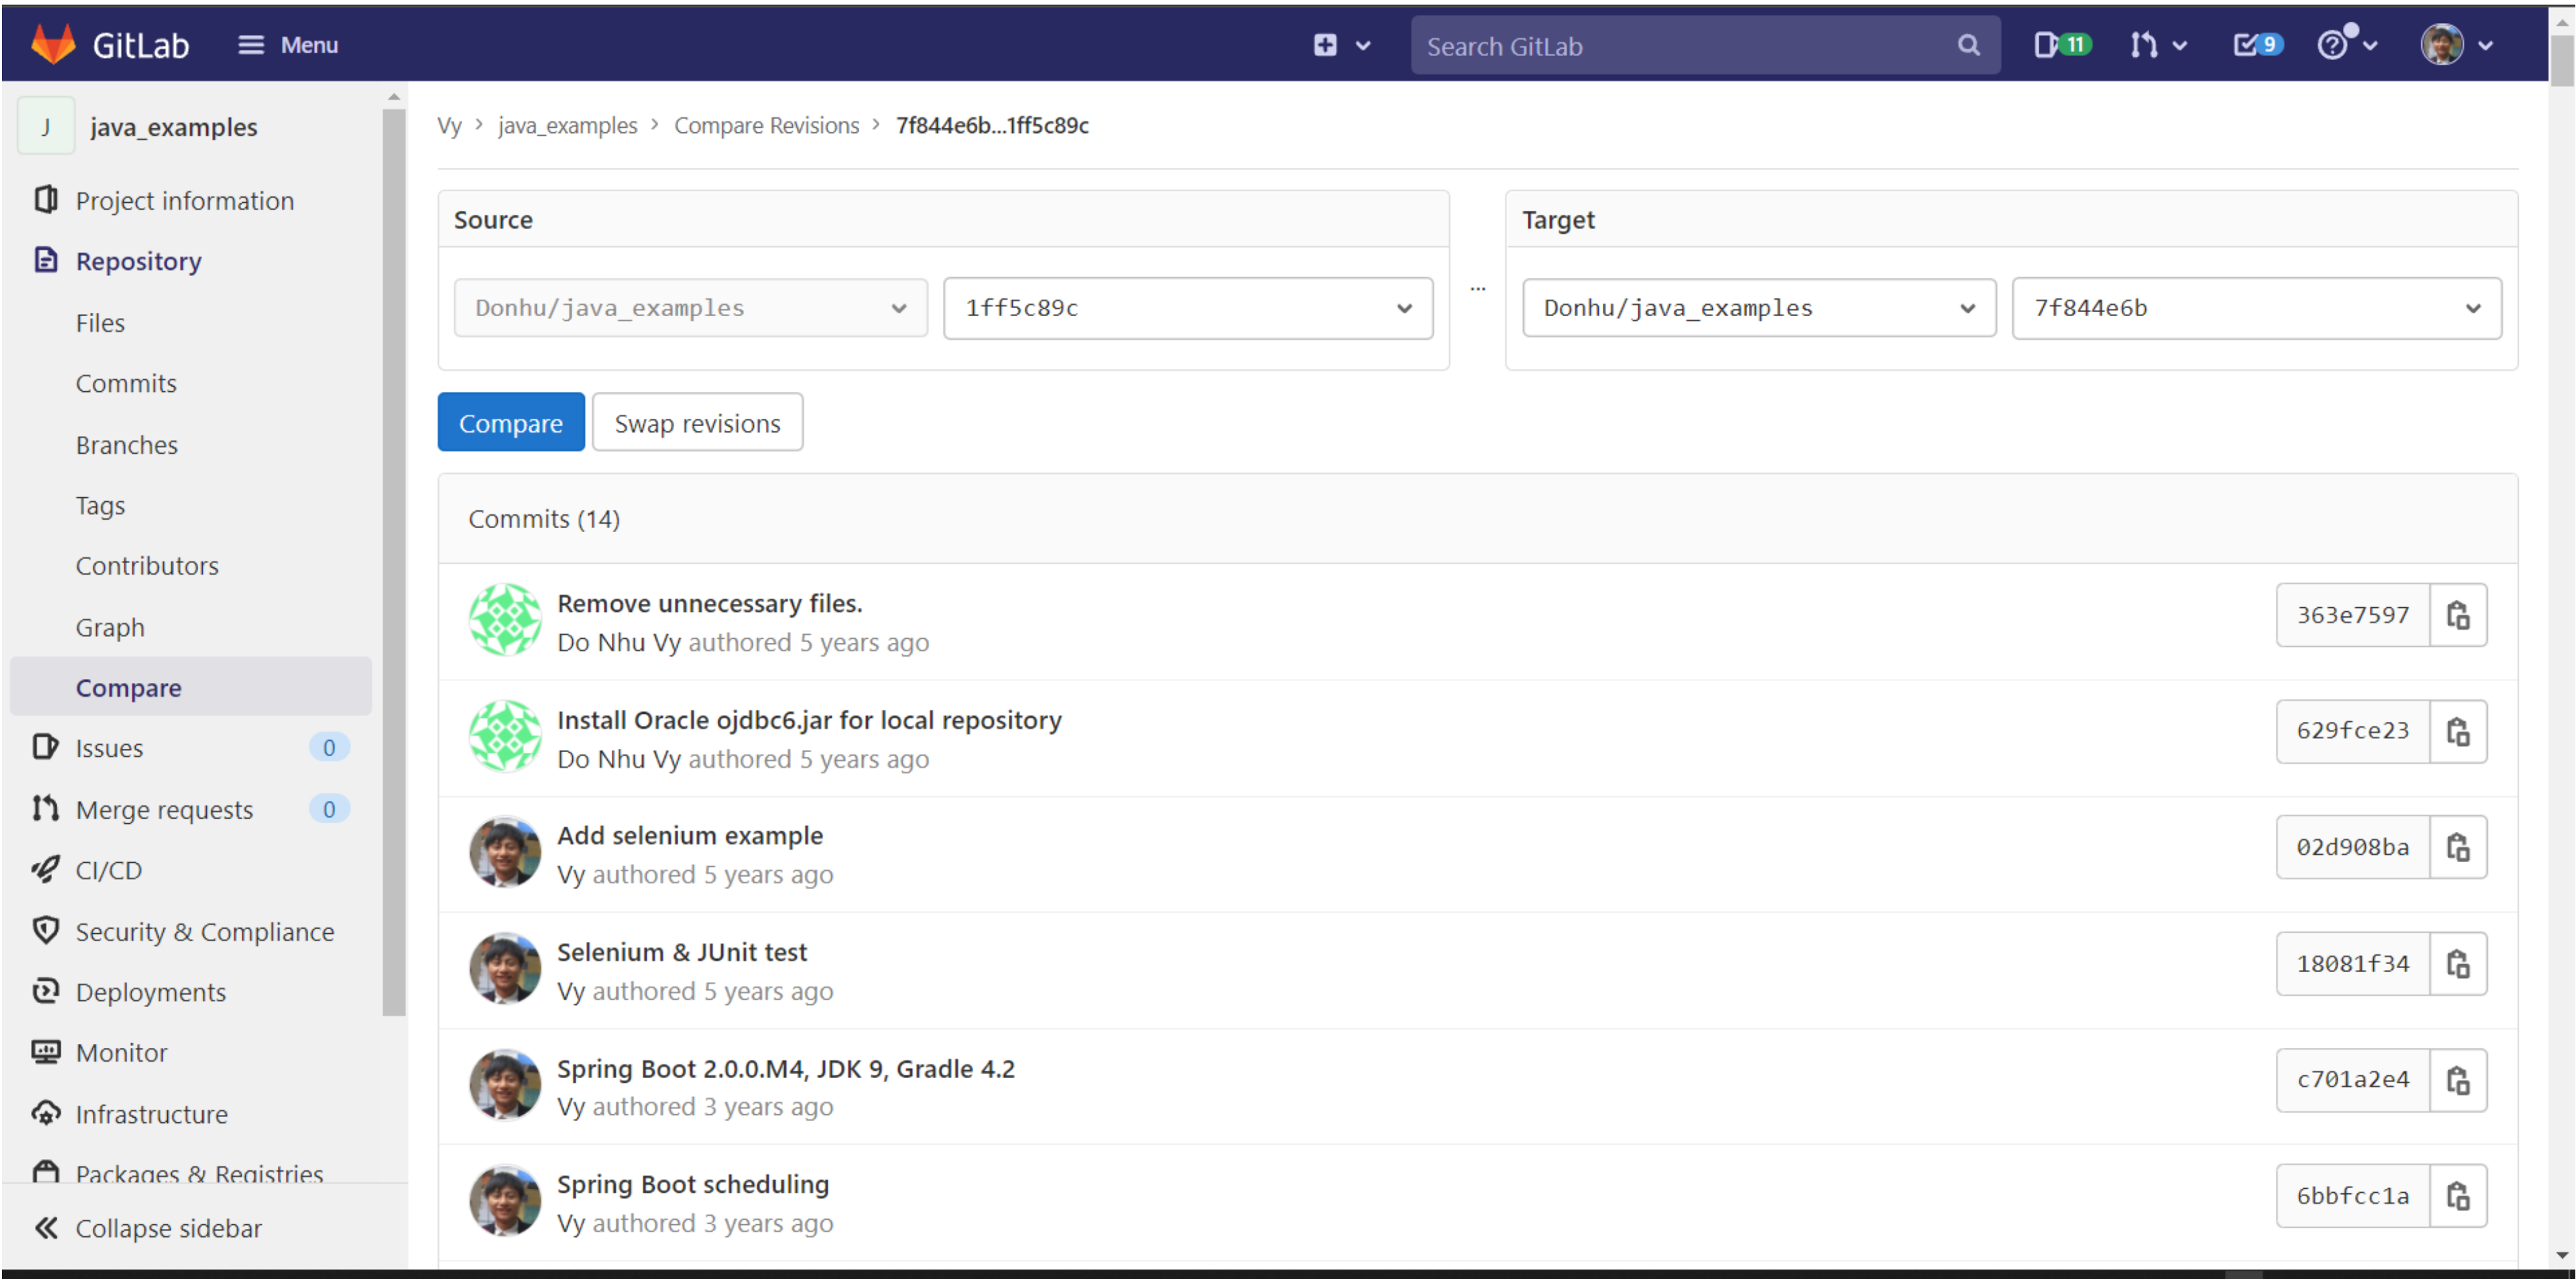 GitLab Menu Search GitLab 11 9
J java_examples
Project information
Repository
Files
Commits
Branches
Tags
Contributors
Graph
Compare
Issues 0
Merge requests 0
CI/CD
Security & Compliance
Deployments
Monitor
Infrastructure
Packages & Registries
Collapse sidebar
Vy > java_examples > Compare Revisions > 7f844e6b...1ff5c89c
Source
Donhu/java_examples 1ff5c89c
...
Target
Donhu/java_examples 7f844e6b
Compare Swap revisions
Commits (14)
Remove unnecessary files.
Do Nhu Vy authored 5 years ago
363e7597
Install Oracle ojdbc6.jar for local repository
Do Nhu Vy authored 5 years ago
629fce23
Add selenium example
Vy authored 5 years ago
02d908ba
Selenium & JUnit test
Vy authored 5 years ago
18081f34
Spring Boot 2.0.0.M4, JDK 9, Gradle 4.2
Vy authored 3 years ago
c701a2e4
Spring Boot scheduling
Vy authored 3 years ago
6bbfcc1a